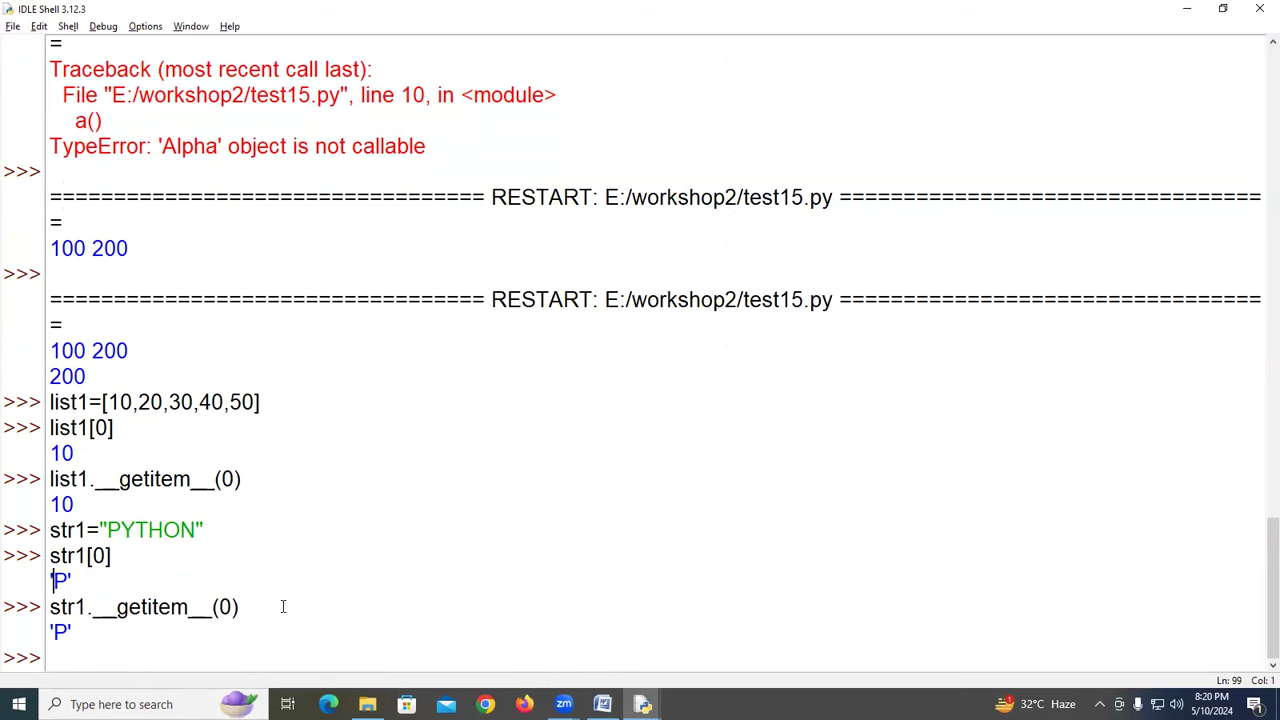 IDLE Shell 3.12.3
File Edit Shell Debug Options Window Help
=
Traceback (most recent call last):
File "E:/workshop2/test15.py", line 10, in <module>
a()
TypeError: 'Alpha' object is not callable
>>>
================================== RESTART: E:/workshop2/test15.py =================================
=
100 200
>>>
================================== RESTART: E:/workshop2/test15.py =================================
=
100 200
200
>>> list1=[10,20,30,40,50]
>>> list1[0]
10
>>> list1.__getitem__(0)
10
>>> str1="PYTHON"
>>> str1[0]
'P'
>>> str1.__getitem__(0)
'P'
>>>
Ln: 99 Col: 1
Type here to search
32°C Haze
8:20 PM
5/10/2024